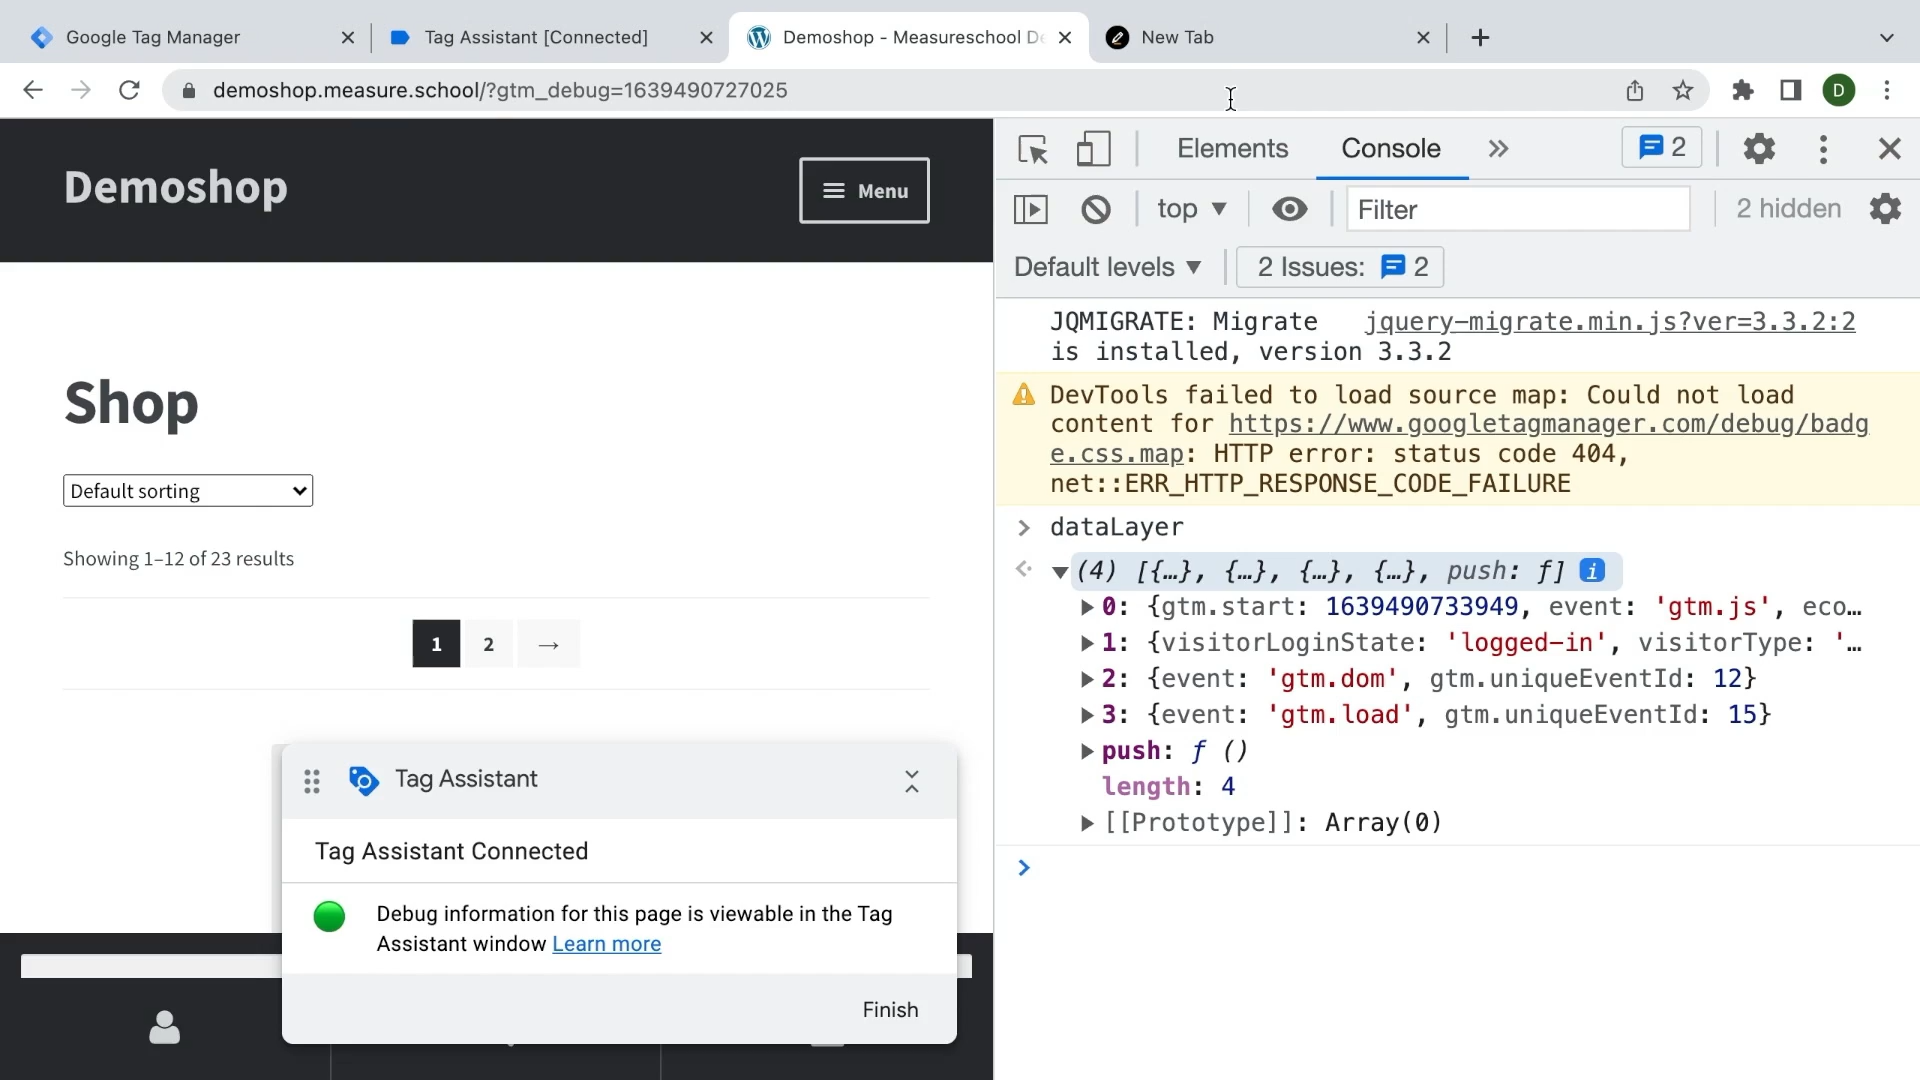 Google Tag Manager
Tag Assistant [Connected]
Demoshop - Measureschool De
New Tab
demoshop.measure.school/?gtm_debug=1639490727025
D
Demoshop
Menu
Shop
Default sorting
Showing 1–12 of 23 results
1 2 →
Tag Assistant
Tag Assistant Connected
Debug information for this page is viewable in the Tag
Assistant window Learn more
Finish
Elements Console » 2
top ▼ Filter 2 hidden
Default levels ▼ 2 Issues: 2
JQMIGRATE: Migrate jquery-migrate.min.js?ver=3.3.2:2
is installed, version 3.3.2
DevTools failed to load source map: Could not load
content for https://www.googletagmanager.com/debug/badg
e.css.map: HTTP error: status code 404,
net::ERR_HTTP_RESPONSE_CODE_FAILURE
> dataLayer
▼(4) [{…}, {…}, {…}, {…}, push: ƒ] i
▶0: {gtm.start: 1639490733949, event: 'gtm.js', eco…
▶1: {visitorLoginState: 'logged-in', visitorType: '…
▶2: {event: 'gtm.dom', gtm.uniqueEventId: 12}
▶3: {event: 'gtm.load', gtm.uniqueEventId: 15}
▶push: ƒ ()
length: 4
▶[[Prototype]]: Array(0)
>